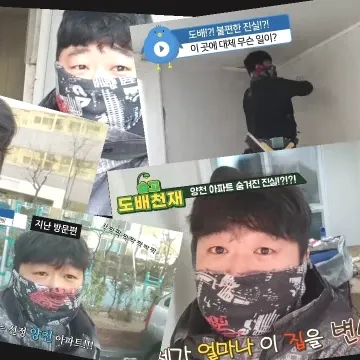 도배!?! 불편한 진실!?!
이 곳에 대체 무슨 일이?
도배천재
양천 아파트 숨겨진 진실!?!?!
지난 방문편
신정 양천 아파트!!!
얼마나 이 집을